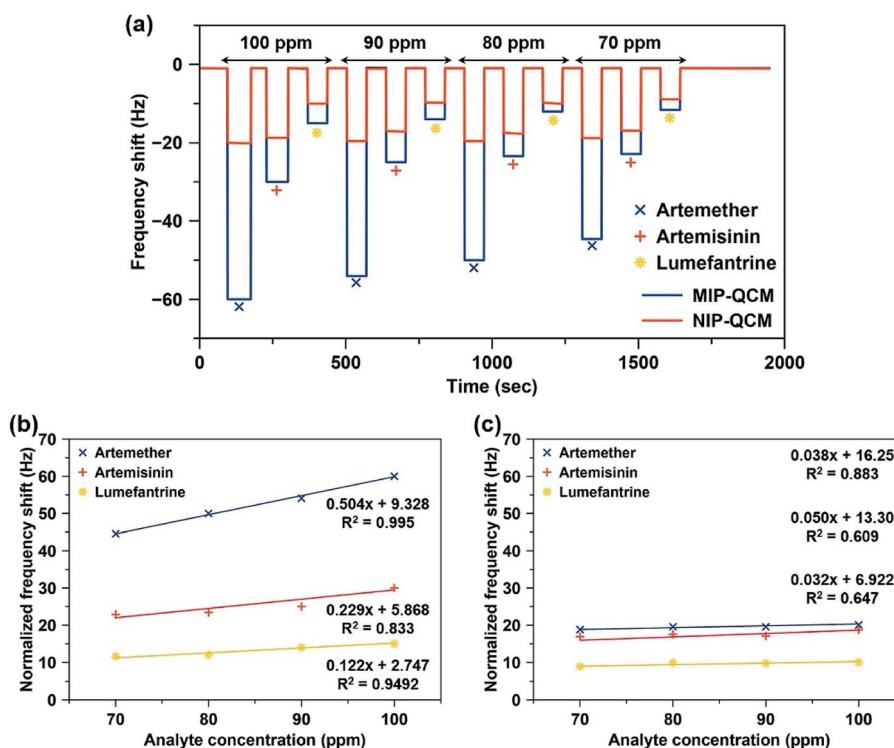 (a)
100 ppm 90 ppm 80 ppm 70 ppm
0
−20
−40
−60
Frequency shift (Hz)
Artemether
Artemisinin
Lumefantrine
MIP-QCM
NIP-QCM
0 500 1000 1500 2000
Time (sec)
(b)
70
60
50
40
30
20
10
0
Normalized frequency shift (Hz)
Artemether
Artemisinin
Lumefantrine
0.504x + 9.328
R² = 0.995
0.229x + 5.868
R² = 0.833
0.122x + 2.747
R² = 0.9492
70 80 90 100
Analyte concentration (ppm)
(c)
70
60
50
40
30
20
10
0
Normalized frequency shift (Hz)
Artemether
Artemisinin
Lumefantrine
0.038x + 16.25
R² = 0.883
0.050x + 13.30
R² = 0.609
0.032x + 6.922
R² = 0.647
70 80 90 100
Analyte concentration (ppm)